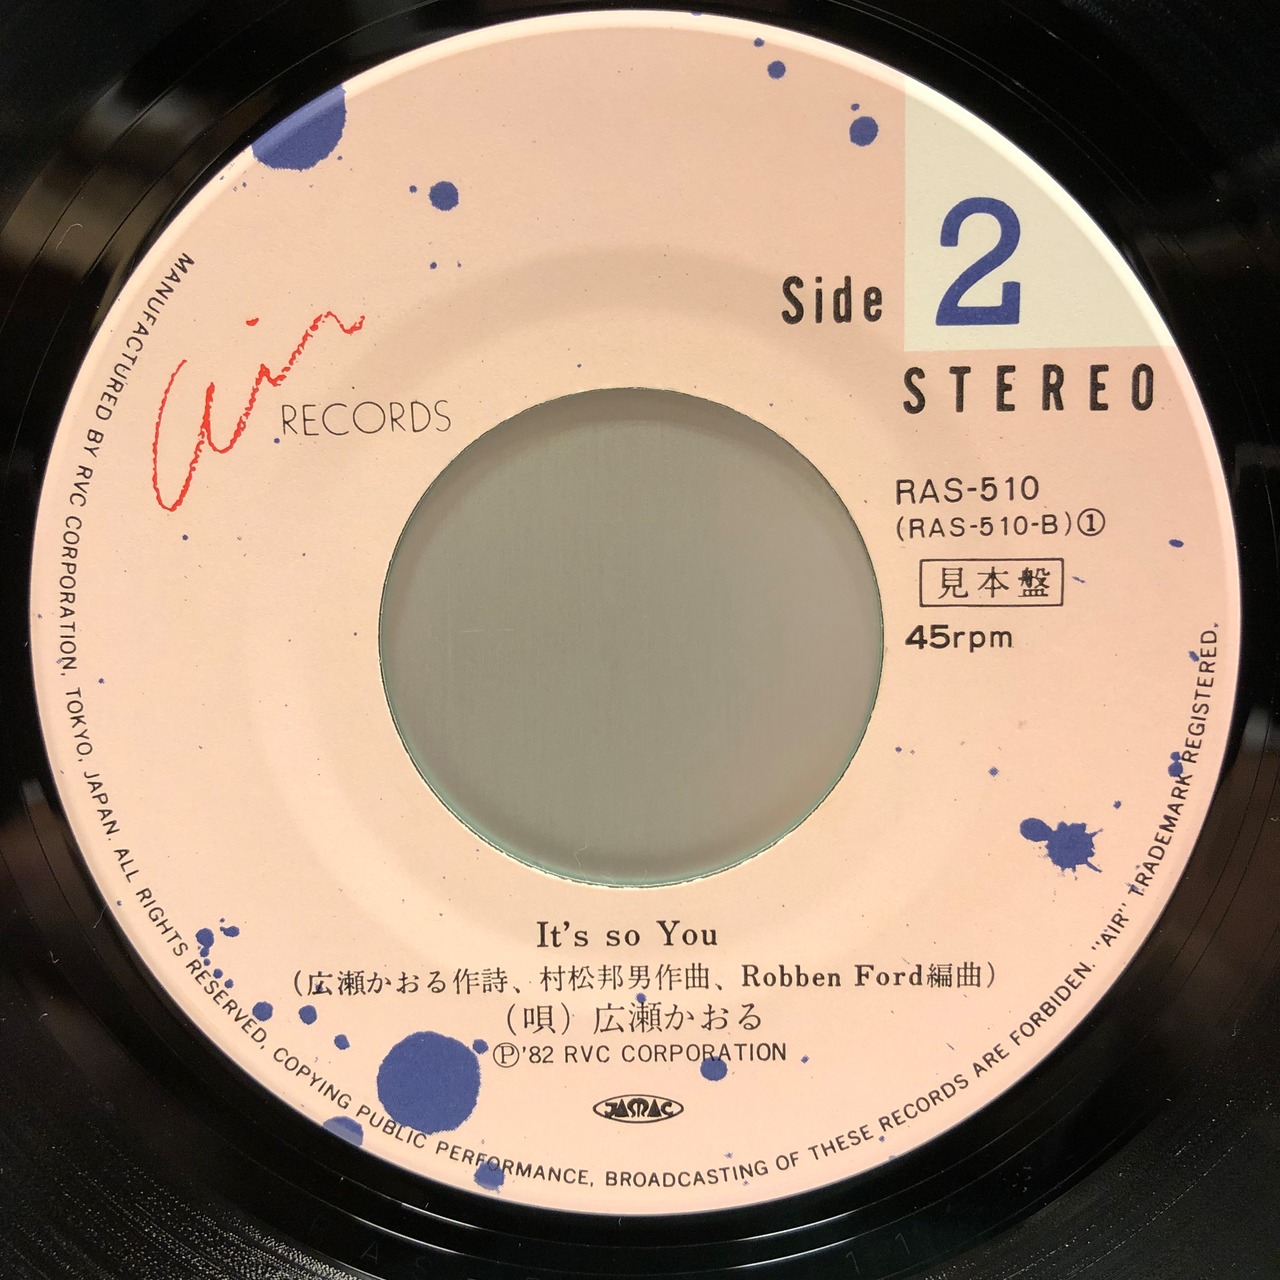 Side 2
STEREO
Air
RECORDS
RAS-510
(RAS-510-B)①
見本盤
45rpm
It's so You
(広瀬かおる作詩、村松邦男作曲、Robben Ford編曲)
(唄) 広瀬かおる
Ⓟ'82 RVC CORPORATION
JASRAC
MANUFACTURED BY RVC CORPORATION, TOKYO, JAPAN. ALL RIGHTS RESERVED, COPYING PUBLIC PERFORMANCE, BROADCASTING OF THESE RECORDS ARE FORBIDDEN. "AIR" TRADEMARK REGISTERED.